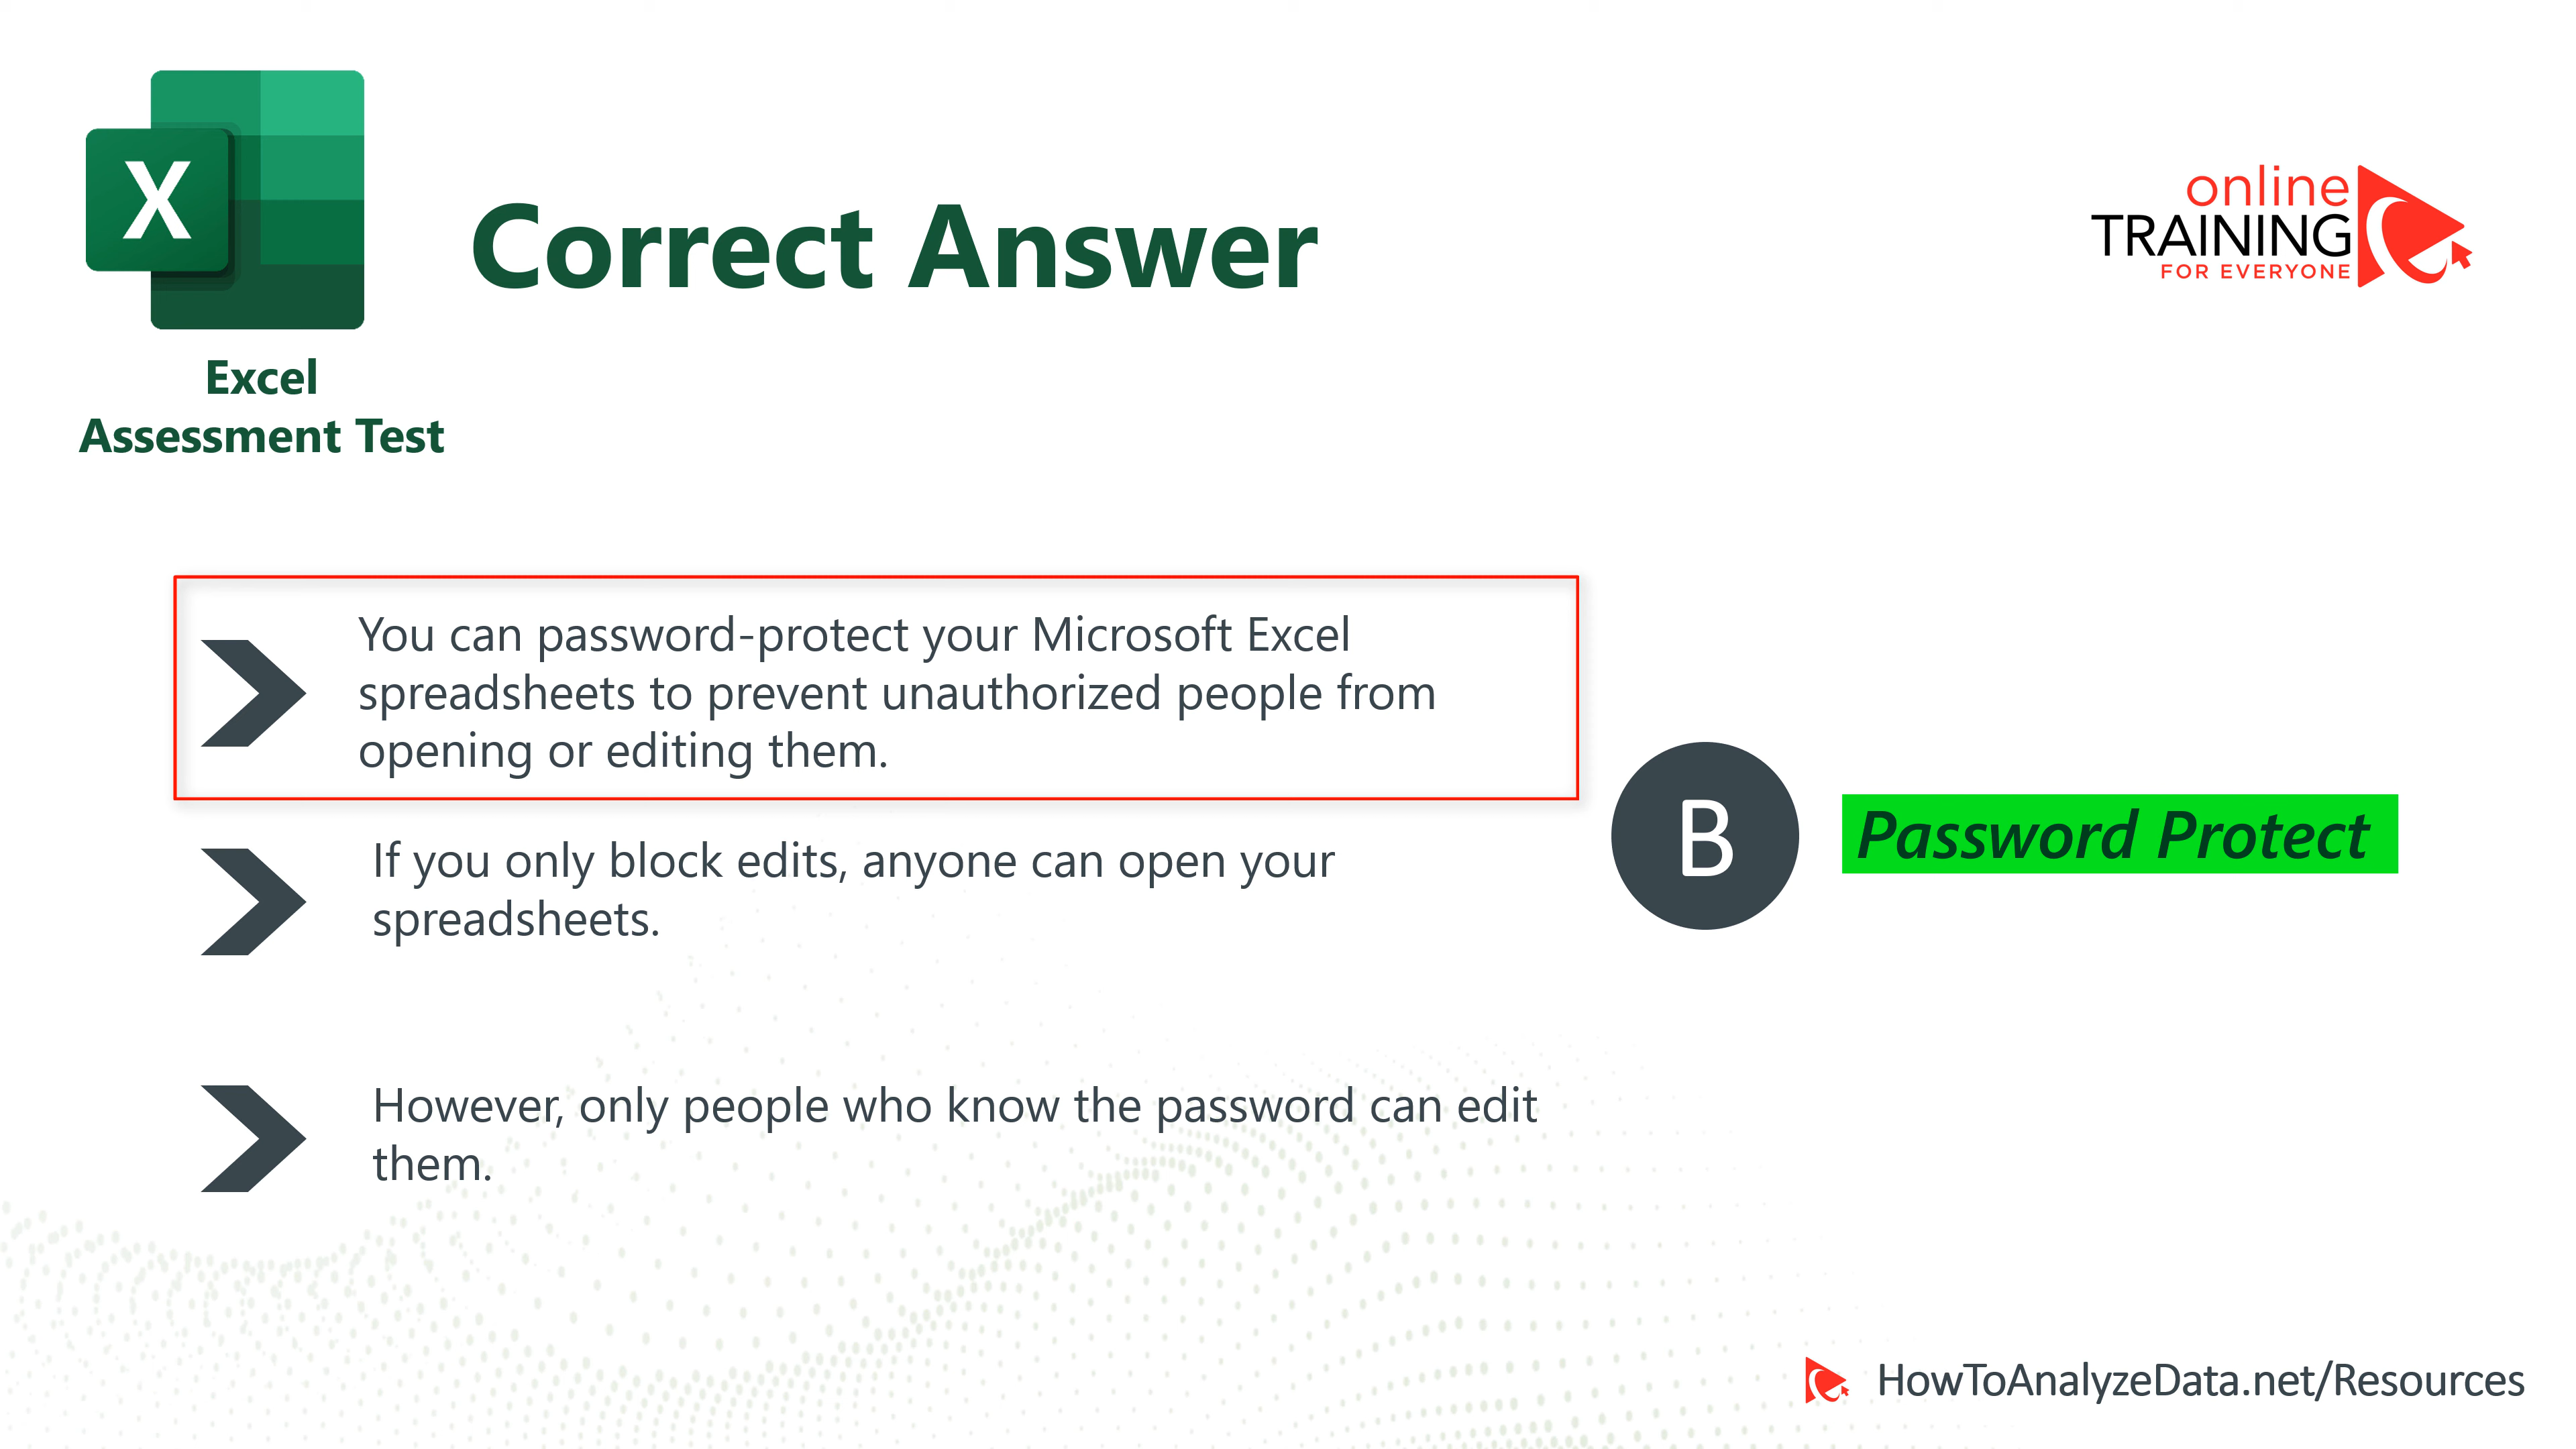 X
Correct Answer
online
TRAINING
FOR EVERYONE
Excel
Assessment Test
You can password-protect your Microsoft Excel
spreadsheets to prevent unauthorized people from
opening or editing them.
If you only block edits, anyone can open your
spreadsheets.
However, only people who know the password can edit
them.
B
Password Protect
HowToAnalyzeData.net/Resources